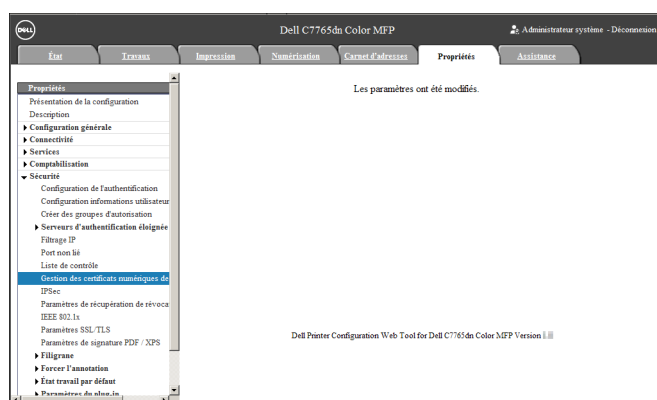 DELL
Dell C7765dn Color MFP
Administrateur système - Déconnexion
État Travaux Impression Numérisation Carnet d'adresses Propriétés Assistance
Propriétés
Présentation de la configuration
Description
Configuration générale
Connectivité
Services
Comptabilisation
Sécurité
Configuration de l'authentification
Configuration informations utilisateur
Créer des groupes d'autorisation
Serveurs d'authentification éloignée
Filtrage IP
Port non lié
Liste de contrôle
Gestion des certificats numériques de
IPSec
Paramètres de récupération de révoca
IEEE 802.1x
Paramètres SSL/TLS
Paramètres de signature PDF / XPS
Filigrane
Forcer l'annotation
État travail par défaut
Paramètres du plug-in
Les paramètres ont été modifiés.
Dell Printer Configuration Web Tool for Dell C7765dn Color MFP Version